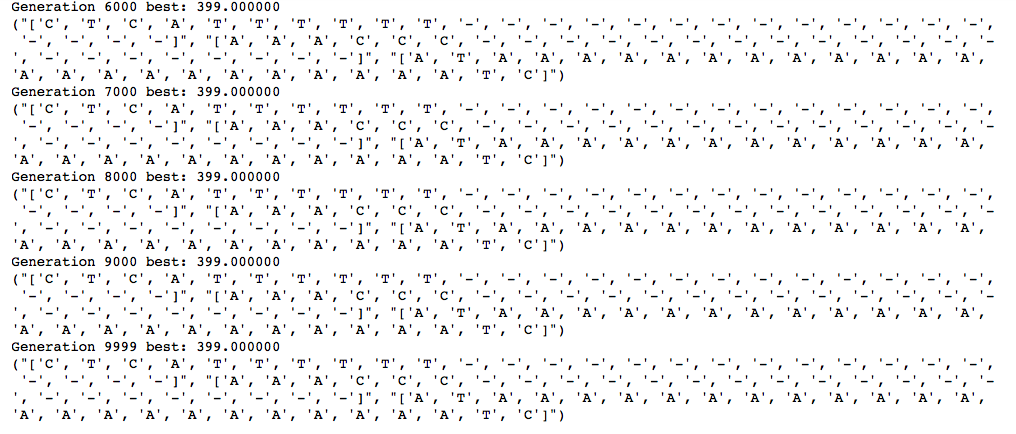 Generation 6000 best: 399.000000
("['C', 'T', 'C', 'A', 'T', 'T', 'T', 'T', 'T', 'T', '-', '-', '-', '-', '-', '-', '-', '-', '-', '-', '-', '-', '-',
'-', '-', '-', '-']", "['A', 'A', 'A', 'C', 'C', 'C', '-', '-', '-', '-', '-', '-', '-', '-', '-', '-', '-', '-', '-
', '-', '-', '-', '-', '-', '-', '-', '-']", "['A', 'T', 'A', 'A', 'A', 'A', 'A', 'A', 'A', 'A', 'A', 'A', 'A', 'A',
'A', 'A', 'A', 'A', 'A', 'A', 'A', 'A', 'A', 'A', 'A', 'T', 'C']")
Generation 7000 best: 399.000000
("['C', 'T', 'C', 'A', 'T', 'T', 'T', 'T', 'T', 'T', '-', '-', '-', '-', '-', '-', '-', '-', '-', '-', '-', '-', '-',
'-', '-', '-', '-']", "['A', 'A', 'A', 'C', 'C', 'C', '-', '-', '-', '-', '-', '-', '-', '-', '-', '-', '-', '-', '-
', '-', '-', '-', '-', '-', '-', '-', '-']", "['A', 'T', 'A', 'A', 'A', 'A', 'A', 'A', 'A', 'A', 'A', 'A', 'A', 'A',
'A', 'A', 'A', 'A', 'A', 'A', 'A', 'A', 'A', 'A', 'A', 'T', 'C']")
Generation 8000 best: 399.000000
("['C', 'T', 'C', 'A', 'T', 'T', 'T', 'T', 'T', 'T', '-', '-', '-', '-', '-', '-', '-', '-', '-', '-', '-', '-', '-',
'-', '-', '-', '-']", "['A', 'A', 'A', 'C', 'C', 'C', '-', '-', '-', '-', '-', '-', '-', '-', '-', '-', '-', '-', '-
', '-', '-', '-', '-', '-', '-', '-', '-']", "['A', 'T', 'A', 'A', 'A', 'A', 'A', 'A', 'A', 'A', 'A', 'A', 'A', 'A',
'A', 'A', 'A', 'A', 'A', 'A', 'A', 'A', 'A', 'A', 'A', 'T', 'C']")
Generation 9000 best: 399.000000
("['C', 'T', 'C', 'A', 'T', 'T', 'T', 'T', 'T', 'T', '-', '-', '-', '-', '-', '-', '-', '-', '-', '-', '-', '-', '-',
'-', '-', '-', '-']", "['A', 'A', 'A', 'C', 'C', 'C', '-', '-', '-', '-', '-', '-', '-', '-', '-', '-', '-', '-', '-
', '-', '-', '-', '-', '-', '-', '-', '-']", "['A', 'T', 'A', 'A', 'A', 'A', 'A', 'A', 'A', 'A', 'A', 'A', 'A', 'A',
'A', 'A', 'A', 'A', 'A', 'A', 'A', 'A', 'A', 'A', 'A', 'T', 'C']")
Generation 9999 best: 399.000000
("['C', 'T', 'C', 'A', 'T', 'T', 'T', 'T', 'T', 'T', '-', '-', '-', '-', '-', '-', '-', '-', '-', '-', '-', '-', '-',
'-', '-', '-', '-']", "['A', 'A', 'A', 'C', 'C', 'C', '-', '-', '-', '-', '-', '-', '-', '-', '-', '-', '-', '-', '-
', '-', '-', '-', '-', '-', '-', '-', '-']", "['A', 'T', 'A', 'A', 'A', 'A', 'A', 'A', 'A', 'A', 'A', 'A', 'A', 'A',
'A', 'A', 'A', 'A', 'A', 'A', 'A', 'A', 'A', 'A', 'A', 'T', 'C']")